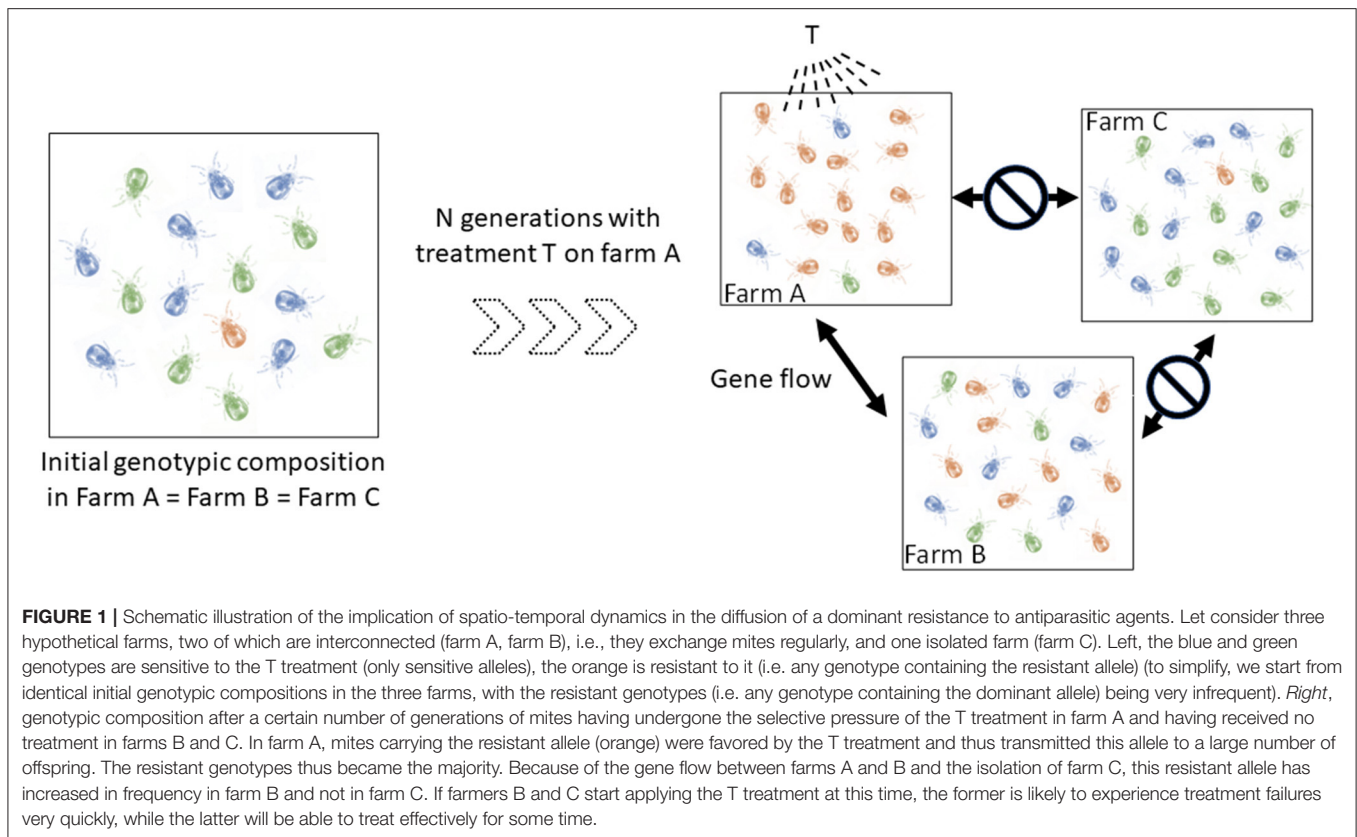 T
Farm C
N generations with
treatment T on farm A
Farm A
Gene flow
Initial genotypic composition
in Farm A = Farm B = Farm C
Farm B
FIGURE 1 | Schematic illustration of the implication of spatio-temporal dynamics in the diffusion of a dominant resistance to antiparasitic agents. Let consider three
hypothetical farms, two of which are interconnected (farm A, farm B), i.e., they exchange mites regularly, and one isolated farm (farm C). Left, the blue and green
genotypes are sensitive to the T treatment (only sensitive alleles), the orange is resistant to it (i.e. any genotype containing the resistant allele) (to simplify, we start from
identical initial genotypic compositions in the three farms, with the resistant genotypes (i.e. any genotype containing the dominant allele) being very infrequent). Right,
genotypic composition after a certain number of generations of mites having undergone the selective pressure of the T treatment in farm A and having received no
treatment in farms B and C. In farm A, mites carrying the resistant allele (orange) were favored by the T treatment and thus transmitted this allele to a large number of
offspring. The resistant genotypes thus became the majority. Because of the gene flow between farms A and B and the isolation of farm C, this resistant allele has
increased in frequency in farm B and not in farm C. If farmers B and C start applying the T treatment at this time, the former is likely to experience treatment failures
very quickly, while the latter will be able to treat effectively for some time.